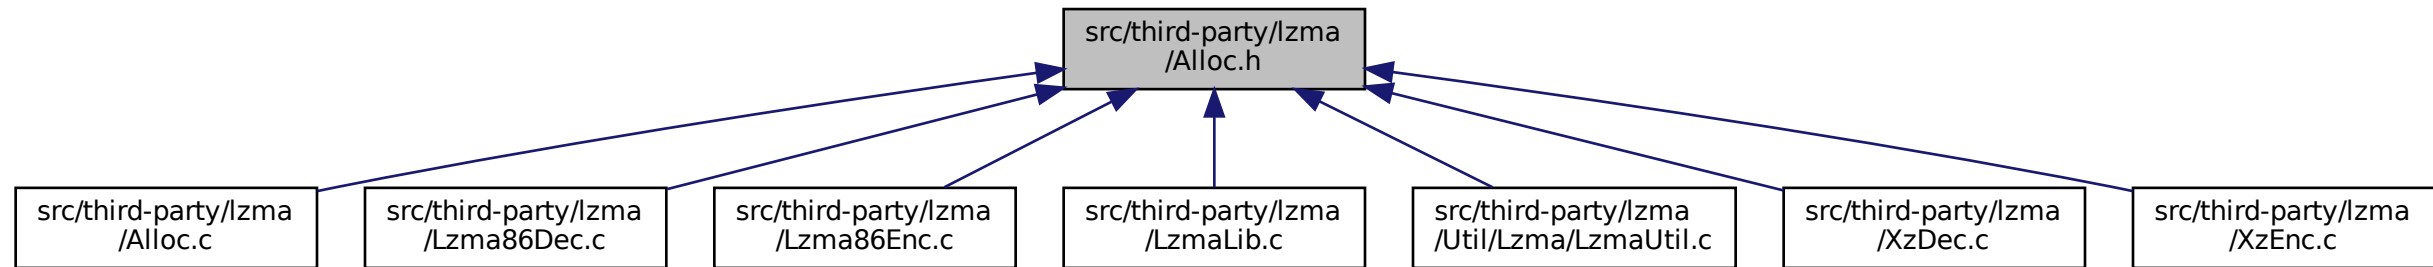 src/third-party/lzma
/Alloc.h
src/third-party/lzma
/Alloc.c
src/third-party/lzma
/Lzma86Dec.c
src/third-party/lzma
/Lzma86Enc.c
src/third-party/lzma
/LzmaLib.c
src/third-party/lzma
/Util/Lzma/LzmaUtil.c
src/third-party/lzma
/XzDec.c
src/third-party/lzma
/XzEnc.c